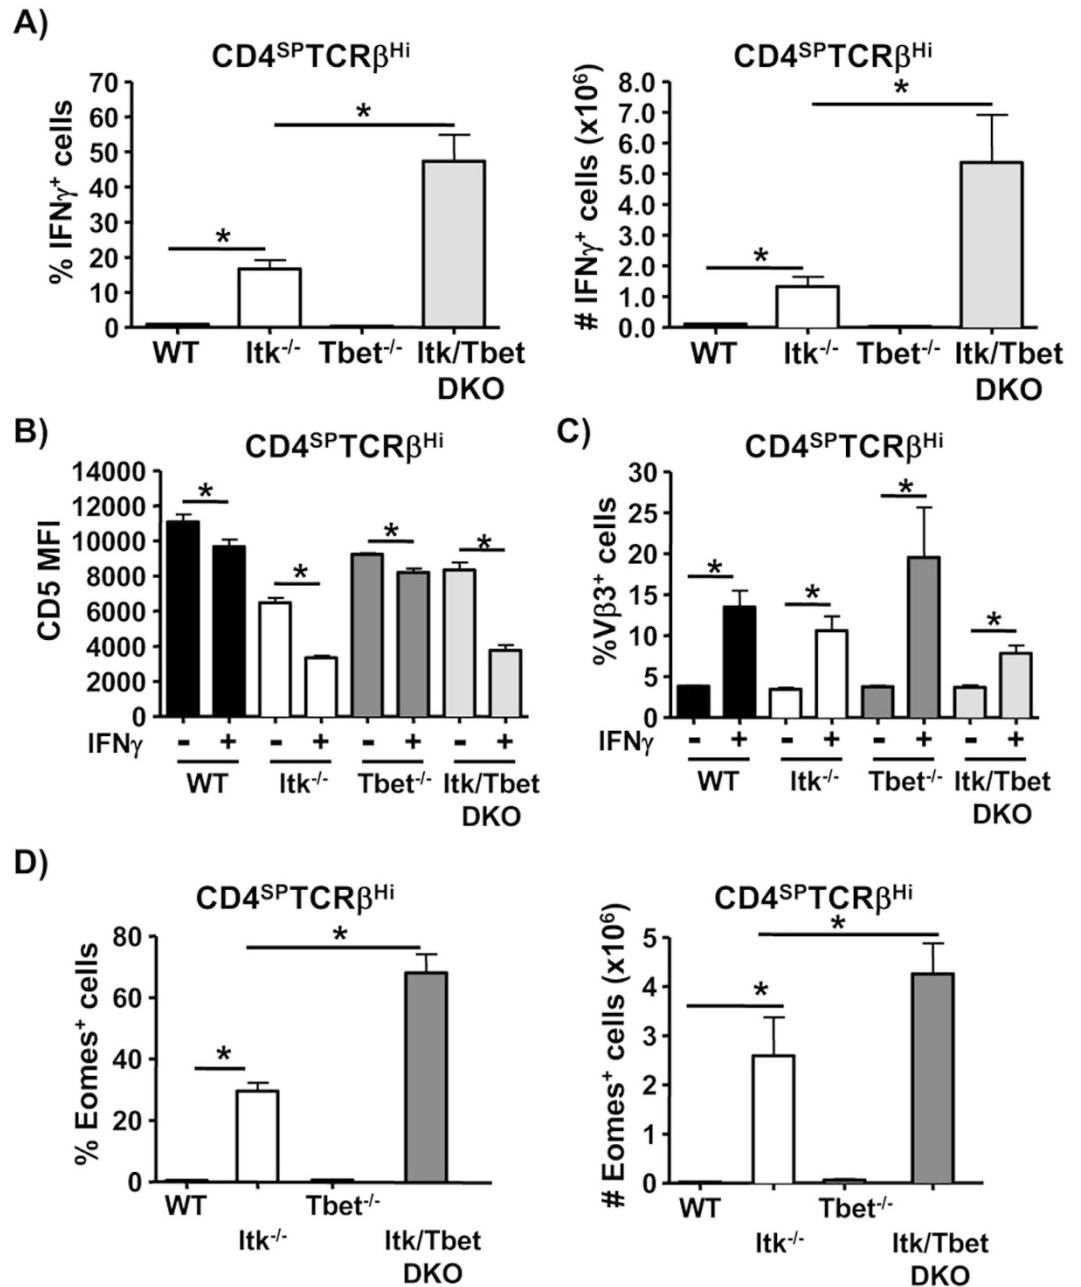 A)
CD4SPTCRβHi
% IFNγ+ cells
70
60
50
40
30
20
10
0
*
*
WT Itk-/- Tbet-/- Itk/Tbet
DKO
CD4SPTCRβHi
# IFNγ+ cells (x106)
8.0
7.0
6.0
5.0
4.0
3.0
2.0
1.0
0.0
*
*
WT Itk-/- Tbet-/- Itk/Tbet
DKO
B)
CD4SPTCRβHi
CD5 MFI
14000
12000
10000
8000
6000
4000
2000
0
* * * *
IFNγ - + - + - + - +
WT Itk-/- Tbet-/- Itk/Tbet
DKO
C)
CD4SPTCRβHi
%Vβ3+ cells
30
25
20
15
10
5
0
* * * *
IFNγ - + - + - + - +
WT Itk-/- Tbet-/- Itk/Tbet
DKO
D)
CD4SPTCRβHi
% Eomes+ cells
80
60
40
20
0
*
*
WT Tbet-/-
Itk-/- Itk/Tbet
DKO
CD4SPTCRβHi
# Eomes+ cells (x106)
5
4
3
2
1
0
*
*
WT Tbet-/-
Itk-/- Itk/Tbet
DKO